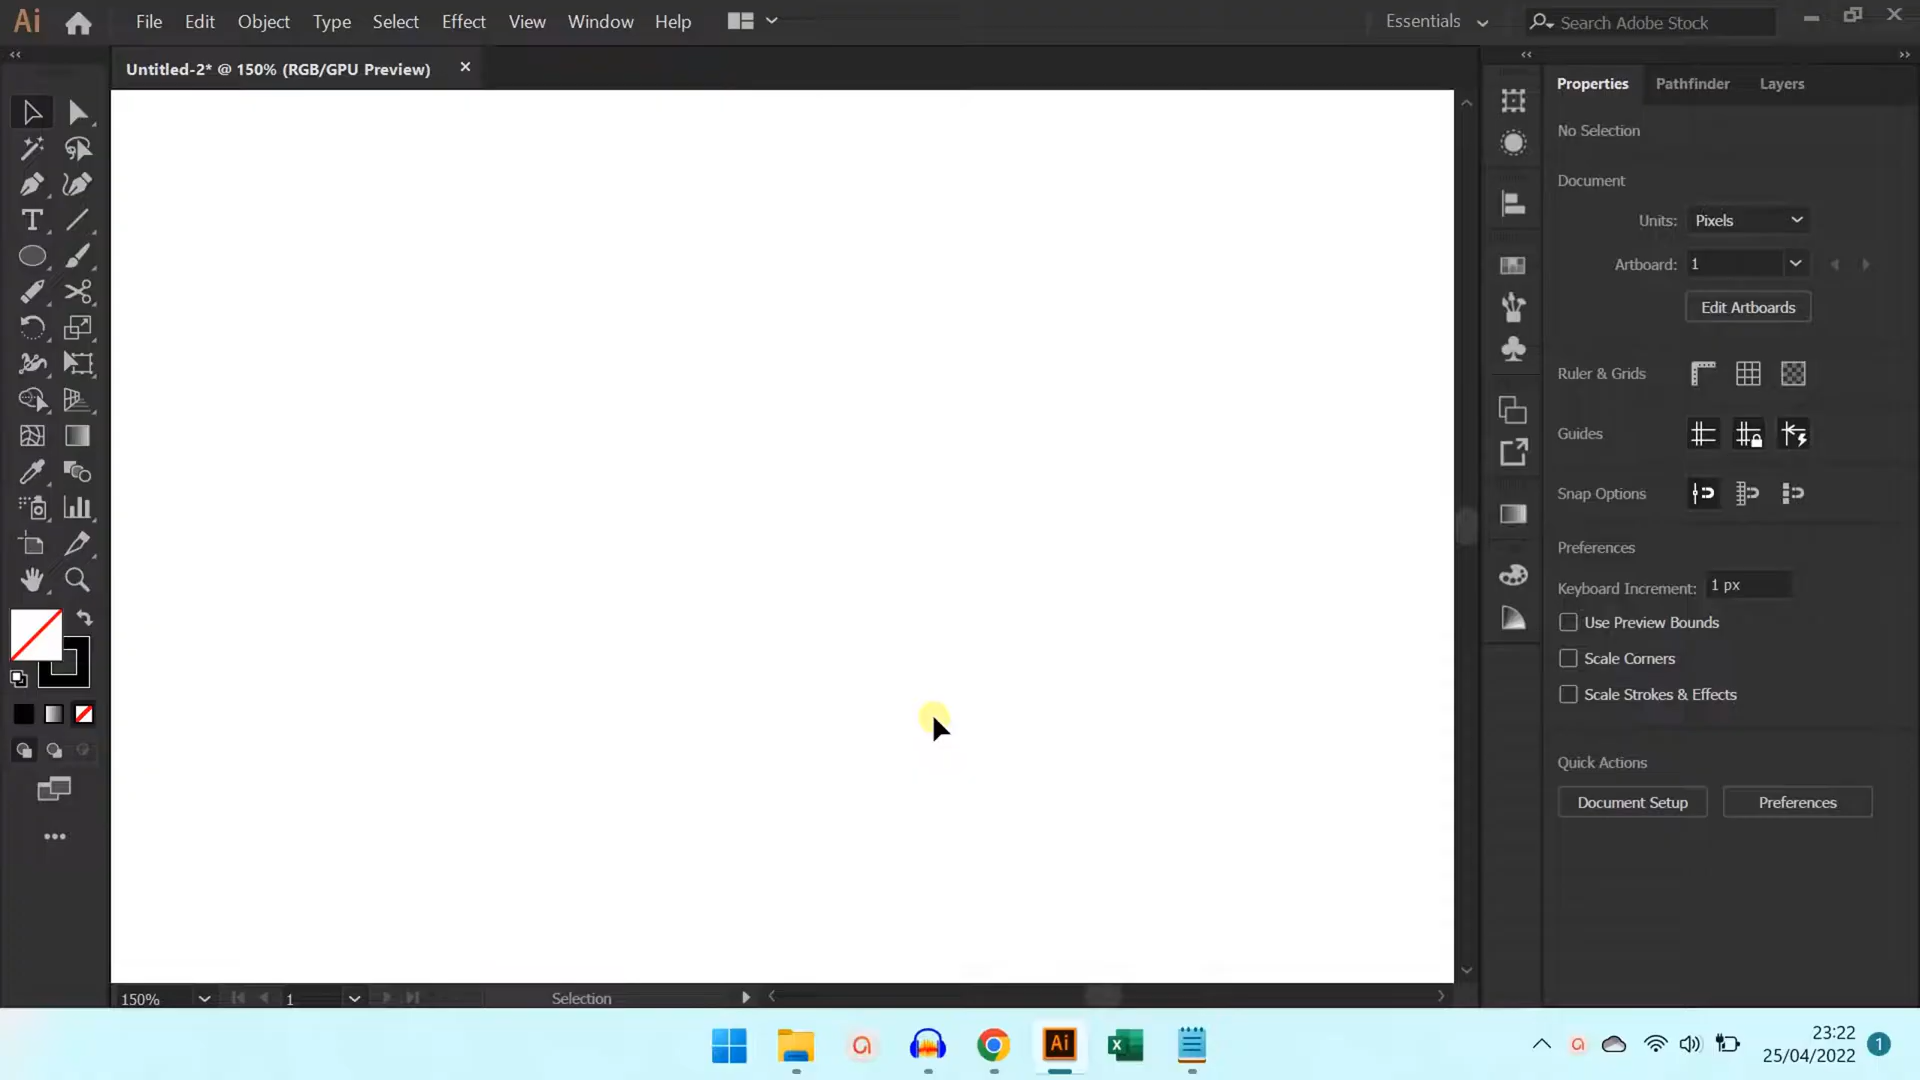 Ai File Edit Object Type Select Effect View Window Help Essentials Search Adobe Stock
Untitled-2* @ 150% (RGB/GPU Preview)
Properties Pathfinder Layers
No Selection
Document
Units: Pixels
Artboard: 1
Edit Artboards
Ruler & Grids
Guides
Snap Options
Preferences
Keyboard Increment: 1 px
Use Preview Bounds
Scale Corners
Scale Strokes & Effects
Quick Actions
Document Setup Preferences
150% 1 Selection
Ai
23:22
25/04/2022
1